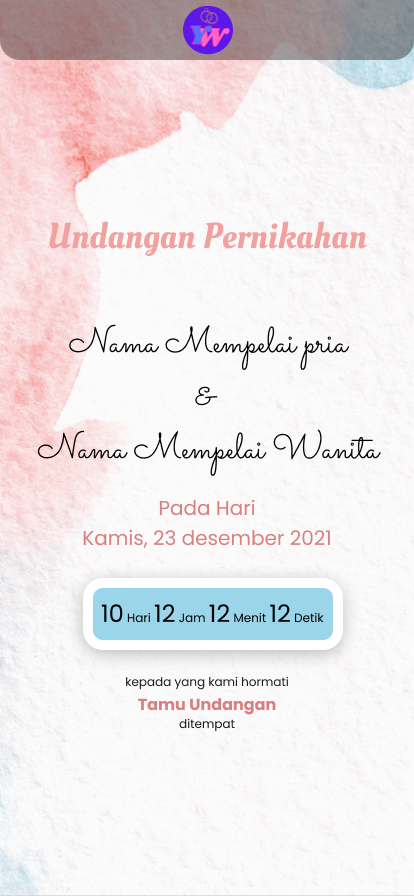 Undangan Pernikahan
Nama Mempelai pria
&
Nama Mempelai Wanita
Pada Hari
Kamis, 23 desember 2021
10 Hari 12 Jam 12 Menit 12 Detik
kepada yang kami hormati
Tamu Undangan
ditempat